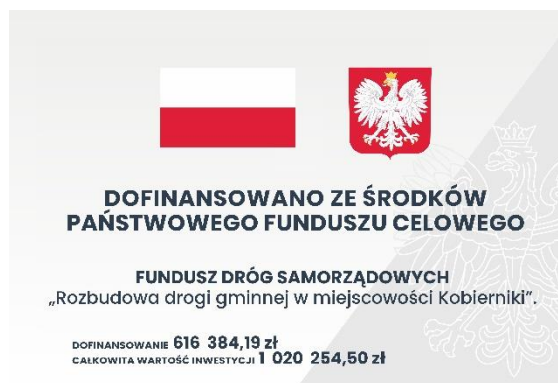 DOFINANSOWANO ZE ŚRODKÓW
PAŃSTWOWEGO FUNDUSZU CELOWEGO
FUNDUSZ DRÓG SAMORZĄDOWYCH
„Rozbudowa drogi gminnej w miejscowości Kobierniki”.
DOFINANSOWANIE 616 384,19 zł
CAŁKOWITA WARTOŚĆ INWESTYCJI 1 020 254,50 zł